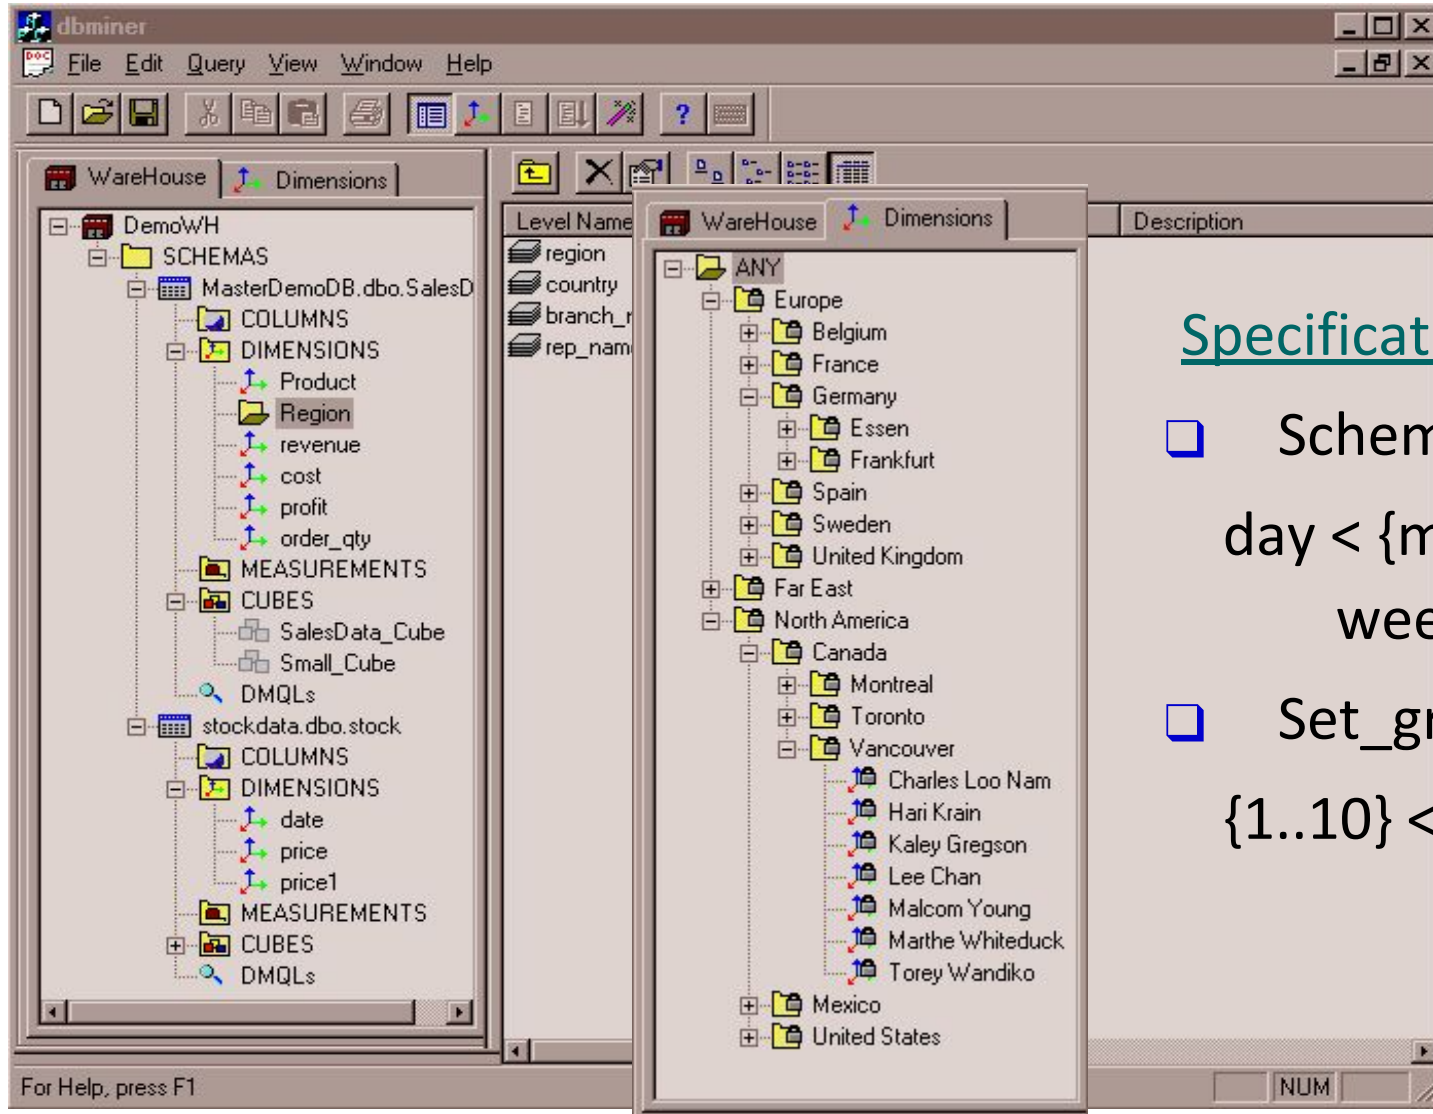 dbminer
File Edit Query View Window Help
WareHouse Dimensions
DemoWH
SCHEMAS
MasterDemoDB.dbo.SalesD
COLUMNS
DIMENSIONS
Product
Region
revenue
cost
profit
order_qty
MEASUREMENTS
CUBES
SalesData_Cube
Small_Cube
DMQLs
stockdata.dbo.stock
COLUMNS
DIMENSIONS
date
price
price1
MEASUREMENTS
CUBES
DMQLs
Level Name Description
region
country
branch_r
rep_nam
WareHouse Dimensions
ANY
Europe
Belgium
France
Germany
Essen
Frankfurt
Spain
Sweden
United Kingdom
Far East
North America
Canada
Montreal
Toronto
Vancouver
Charles Loo Nam
Hari Krain
Kaley Gregson
Lee Chan
Malcom Young
Marthe Whiteduck
Torey Wandiko
Mexico
United States
Specificat
Schem
day < {m
wee
Set_gr
{1..10} <
For Help, press F1 NUM